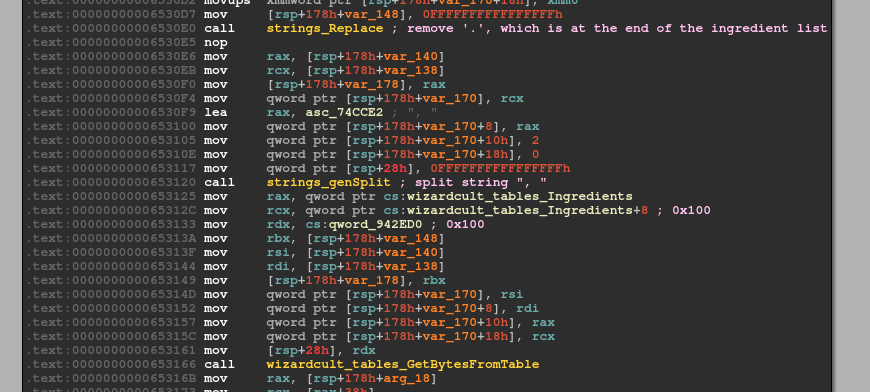 .text:00000000006530D2 movups  xmmword ptr [rsp+178h+var_170+18h], xmm0
.text:00000000006530D7 mov     [rsp+178h+var_148], 0FFFFFFFFFFFFFFFFh
.text:00000000006530E0 call    strings_Replace ; remove '.', which is at the end of the ingredient list
.text:00000000006530E5 nop
.text:00000000006530E6 mov     rax, [rsp+178h+var_140]
.text:00000000006530EB mov     rcx, [rsp+178h+var_138]
.text:00000000006530F0 mov     [rsp+178h+var_178], rax
.text:00000000006530F4 mov     qword ptr [rsp+178h+var_170], rcx
.text:00000000006530F9 lea     rax, asc_74CCE2 ; ", "
.text:0000000000653100 mov     qword ptr [rsp+178h+var_170+8], rax
.text:0000000000653105 mov     qword ptr [rsp+178h+var_170+10h], 2
.text:000000000065310E mov     qword ptr [rsp+178h+var_170+18h], 0
.text:0000000000653117 mov     qword ptr [rsp+28h], 0FFFFFFFFFFFFFFFFh
.text:0000000000653120 call    strings_genSplit ; split string ", "
.text:0000000000653125 mov     rax, qword ptr cs:wizardcult_tables_Ingredients
.text:000000000065312C mov     rcx, qword ptr cs:wizardcult_tables_Ingredients+8 ; 0x100
.text:0000000000653133 mov     rdx, cs:qword_942ED0 ; 0x100
.text:000000000065313A mov     rbx, [rsp+178h+var_148]
.text:000000000065313F mov     rsi, [rsp+178h+var_140]
.text:0000000000653144 mov     rdi, [rsp+178h+var_138]
.text:0000000000653149 mov     [rsp+178h+var_178], rbx
.text:000000000065314D mov     qword ptr [rsp+178h+var_170], rsi
.text:0000000000653152 mov     qword ptr [rsp+178h+var_170+8], rdi
.text:0000000000653157 mov     qword ptr [rsp+178h+var_170+10h], rax
.text:000000000065315C mov     qword ptr [rsp+178h+var_170+18h], rcx
.text:0000000000653161 mov     [rsp+28h], rdx
.text:0000000000653166 call    wizardcult_tables_GetBytesFromTable
.text:000000000065316B mov     rax, [rsp+178h+arg_18]